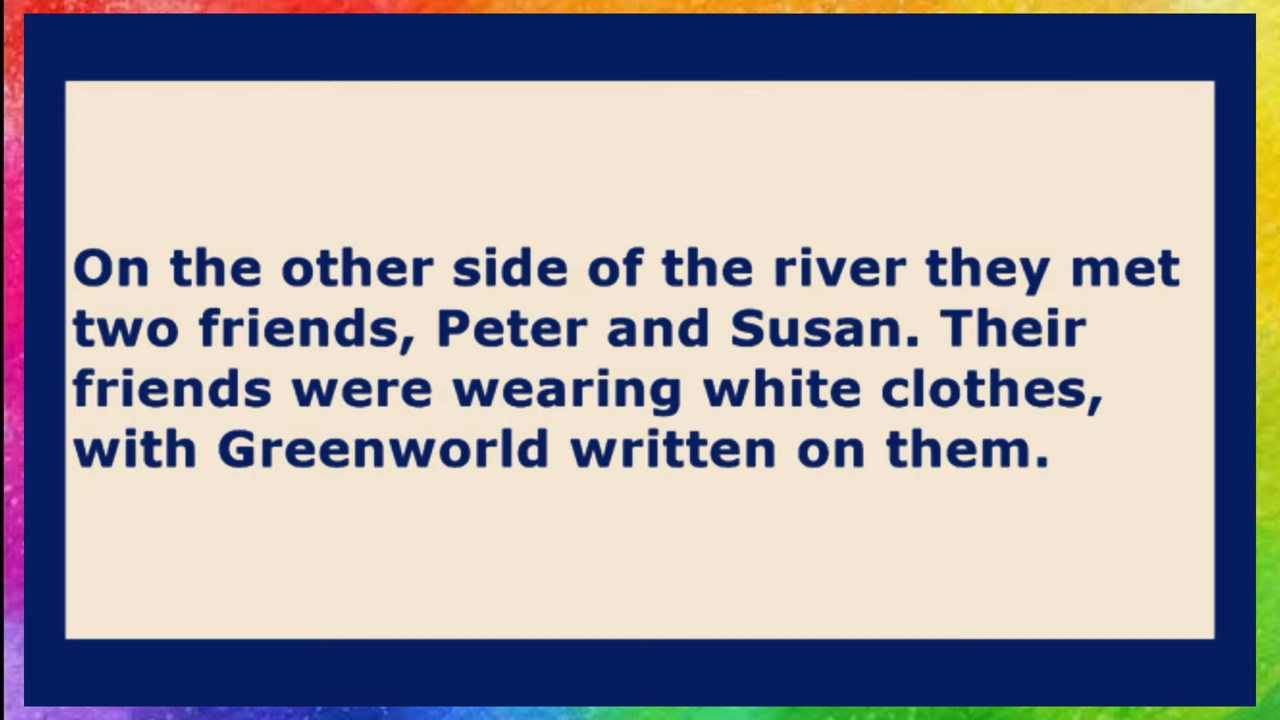 On the other side of the river they met
two friends, Peter and Susan. Their
friends were wearing white clothes,
with Greenworld written on them.